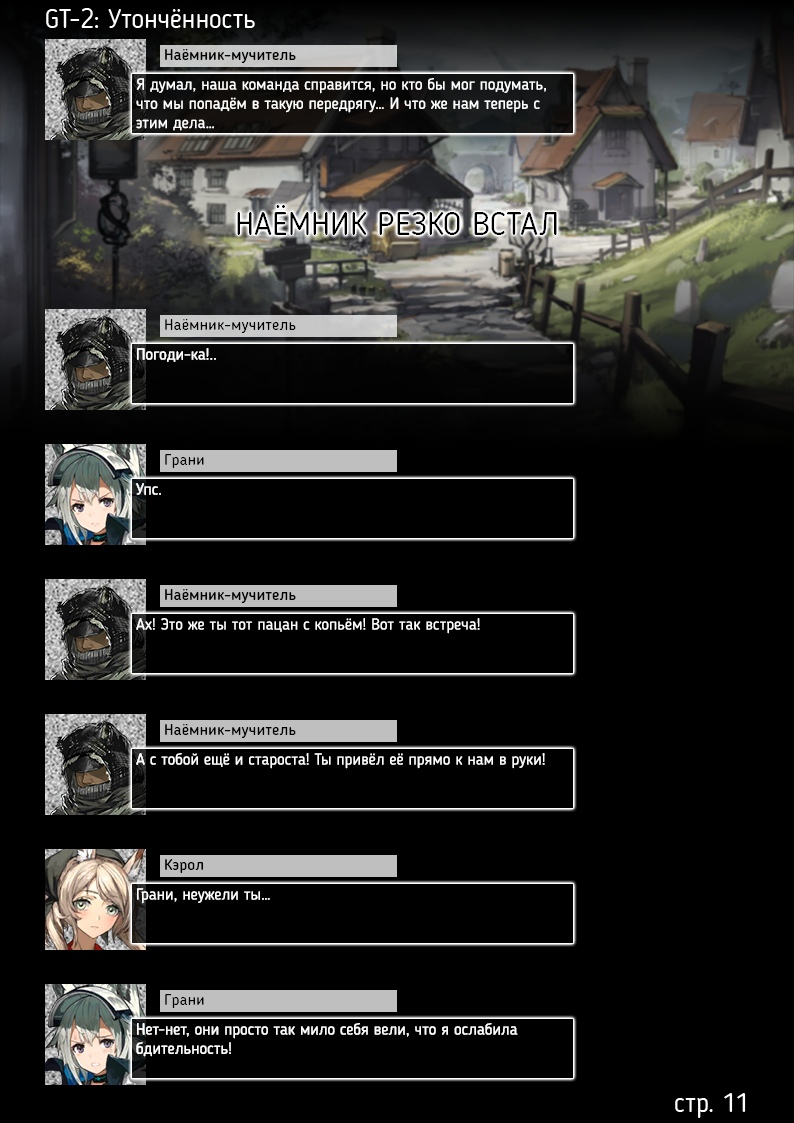 GT-2: Утончённость
Наёмник-мучитель
Я думал, наша команда справится, но кто бы мог подумать,
что мы попадём в такую передрягу... И что же нам теперь с
этим дела...
НАЁМНИК РЕЗКО ВСТАЛ
Наёмник-мучитель
Погоди-ка!..
Грани
Упс.
Наёмник-мучитель
Ах! Это же ты тот пацан с копьём! Вот так встреча!
Наёмник-мучитель
А с тобой ещё и староста! Ты привёл её прямо к нам в руки!
Кэрол
Грани, неужели ты...
Грани
Нет-нет, они просто так мило себя вели, что я ослабила
бдительность!
стр. 11